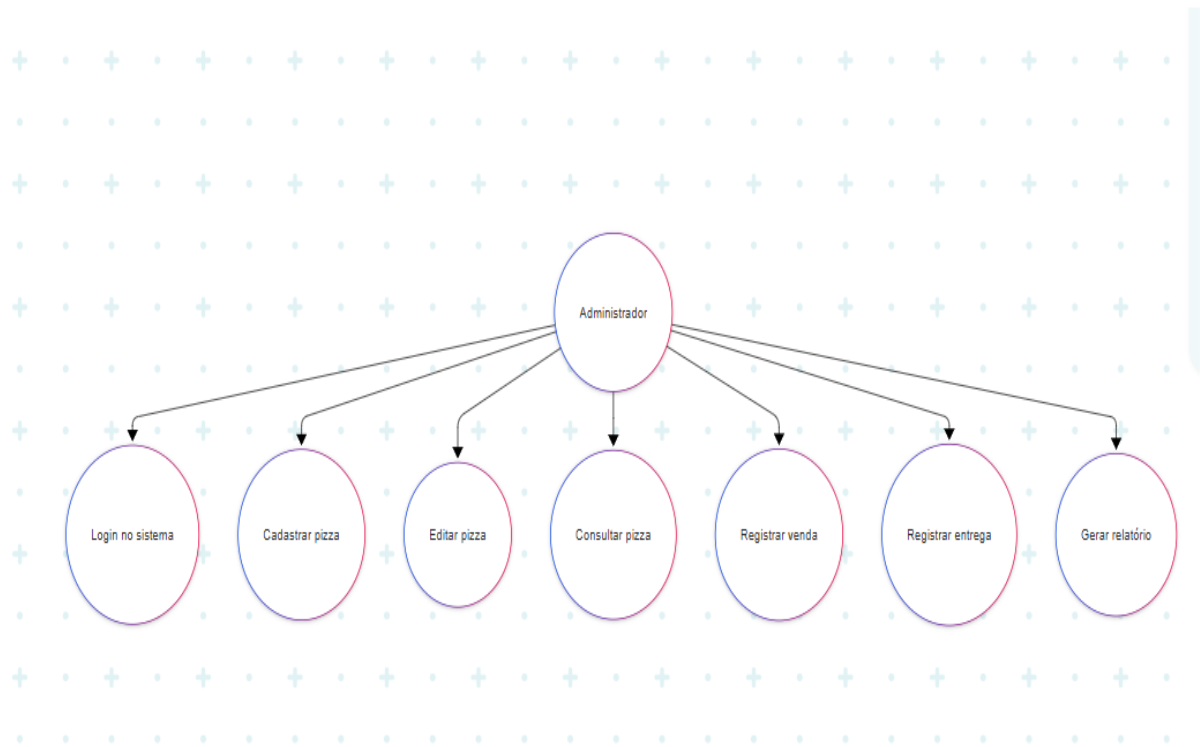 Administrador
Login no sistema
Cadastrar pizza
Editar pizza
Consultar pizza
Registrar venda
Registrar entrega
Gerar relatório